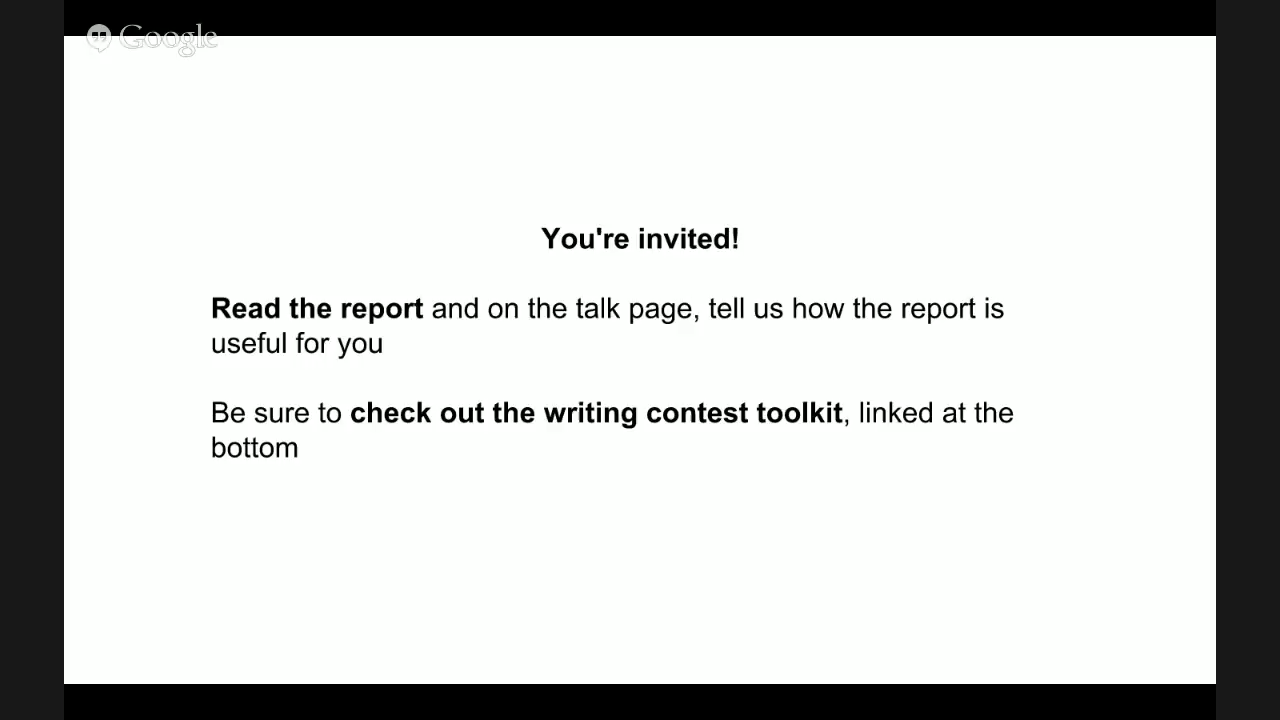 Google
You're invited!
Read the report and on the talk page, tell us how the report is
useful for you
Be sure to check out the writing contest toolkit, linked at the
bottom